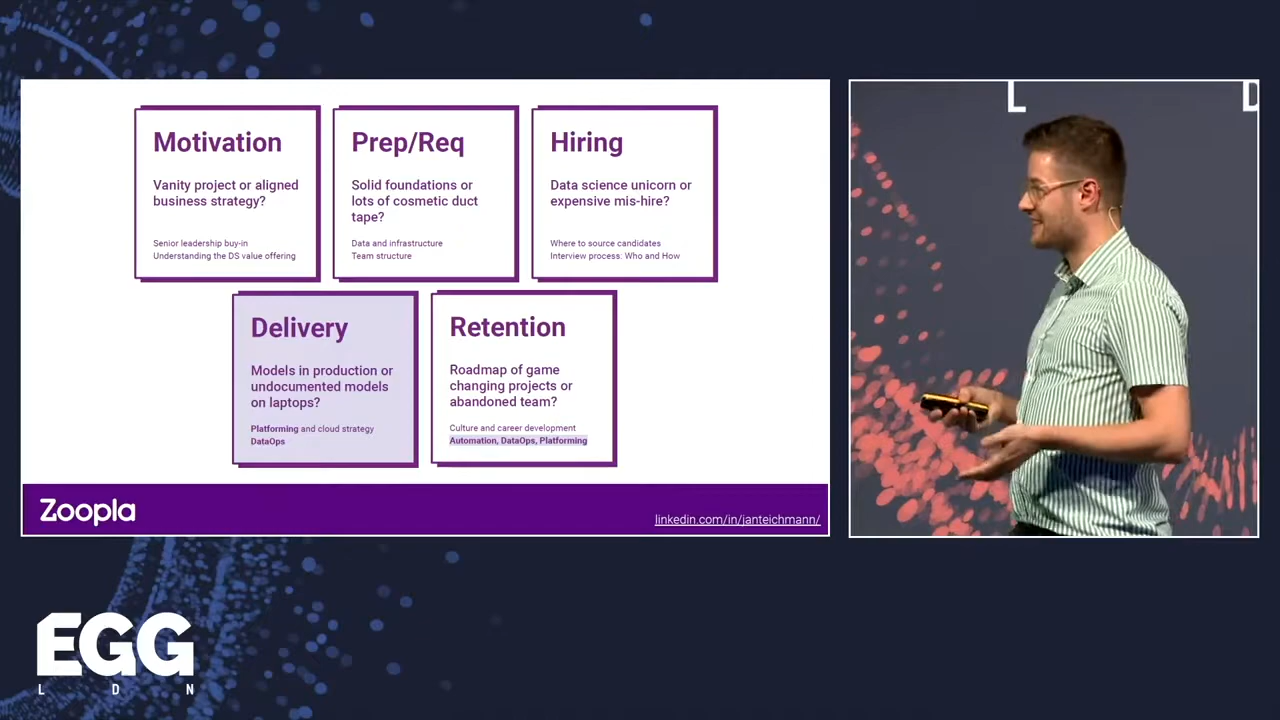 Motivation
Vanity project or aligned
business strategy?
Senior leadership buy-in
Understanding the DS value offering
Prep/Req
Solid foundations or
lots of cosmetic duct
tape?
Data and infrastructure
Team structure
Hiring
Data science unicorn or
expensive mis-hire?
Where to source candidates
Interview process: Who and How
Delivery
Models in production or
undocumented models
on laptops?
Platforming and cloud strategy
DataOps
Retention
Roadmap of game
changing projects or
abandoned team?
Culture and career development
Automation, DataOps, Platforming
Zoopla
linkedin.com/in/janteichmann/
L D
EGG
L D N